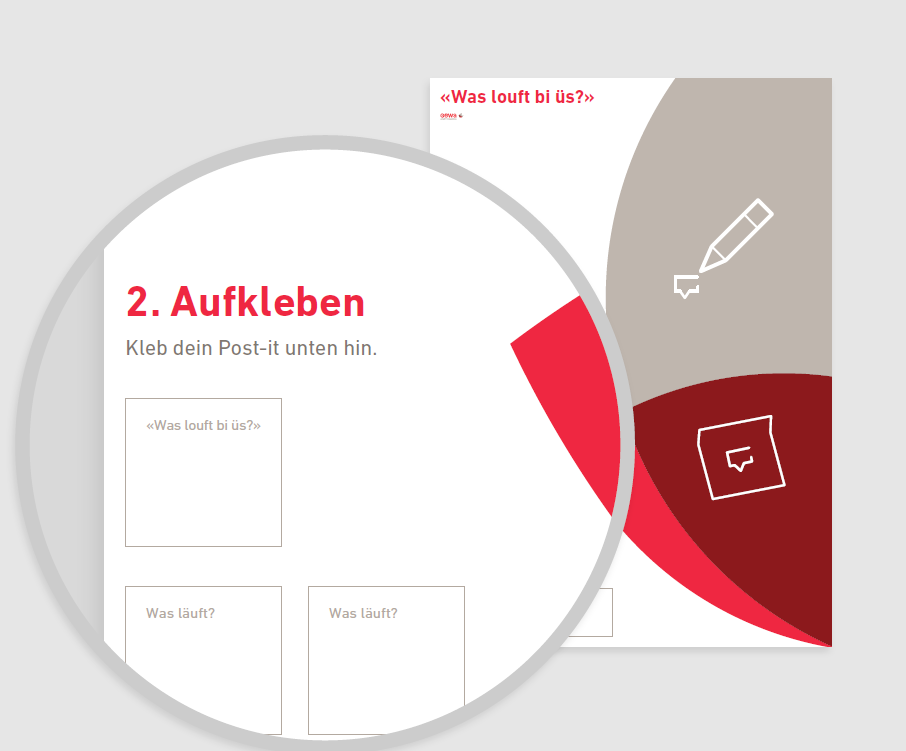 «Was louft bi üs?»
2. Aufkleben
Kleb dein Post-it unten hin.
«Was louft bi üs?»
Was läuft?
Was läuft?